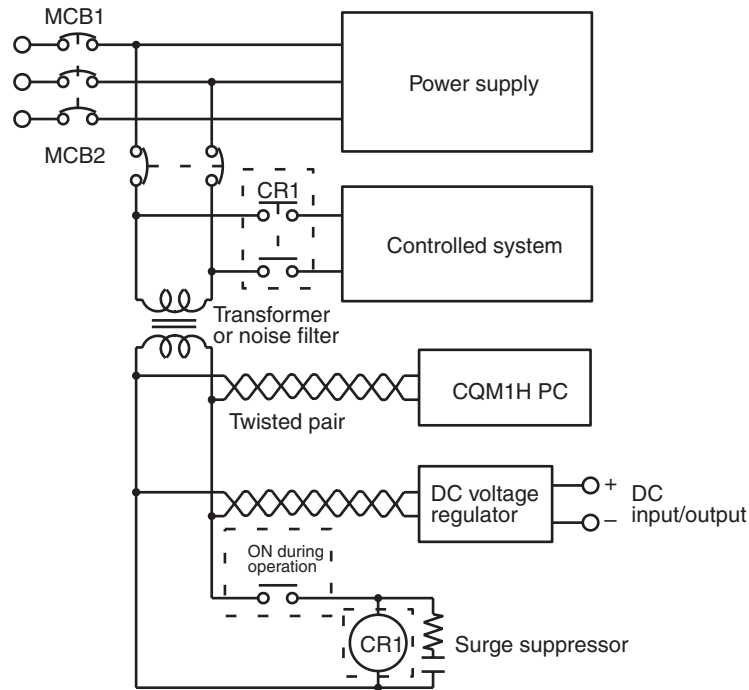 MCB1
Power supply
MCB2
CR1
Controlled system
Transformer
or noise filter
CQM1H PC
Twisted pair
DC voltage
regulator
+
–
DC
input/output
ON during
operation
CR1
Surge suppressor